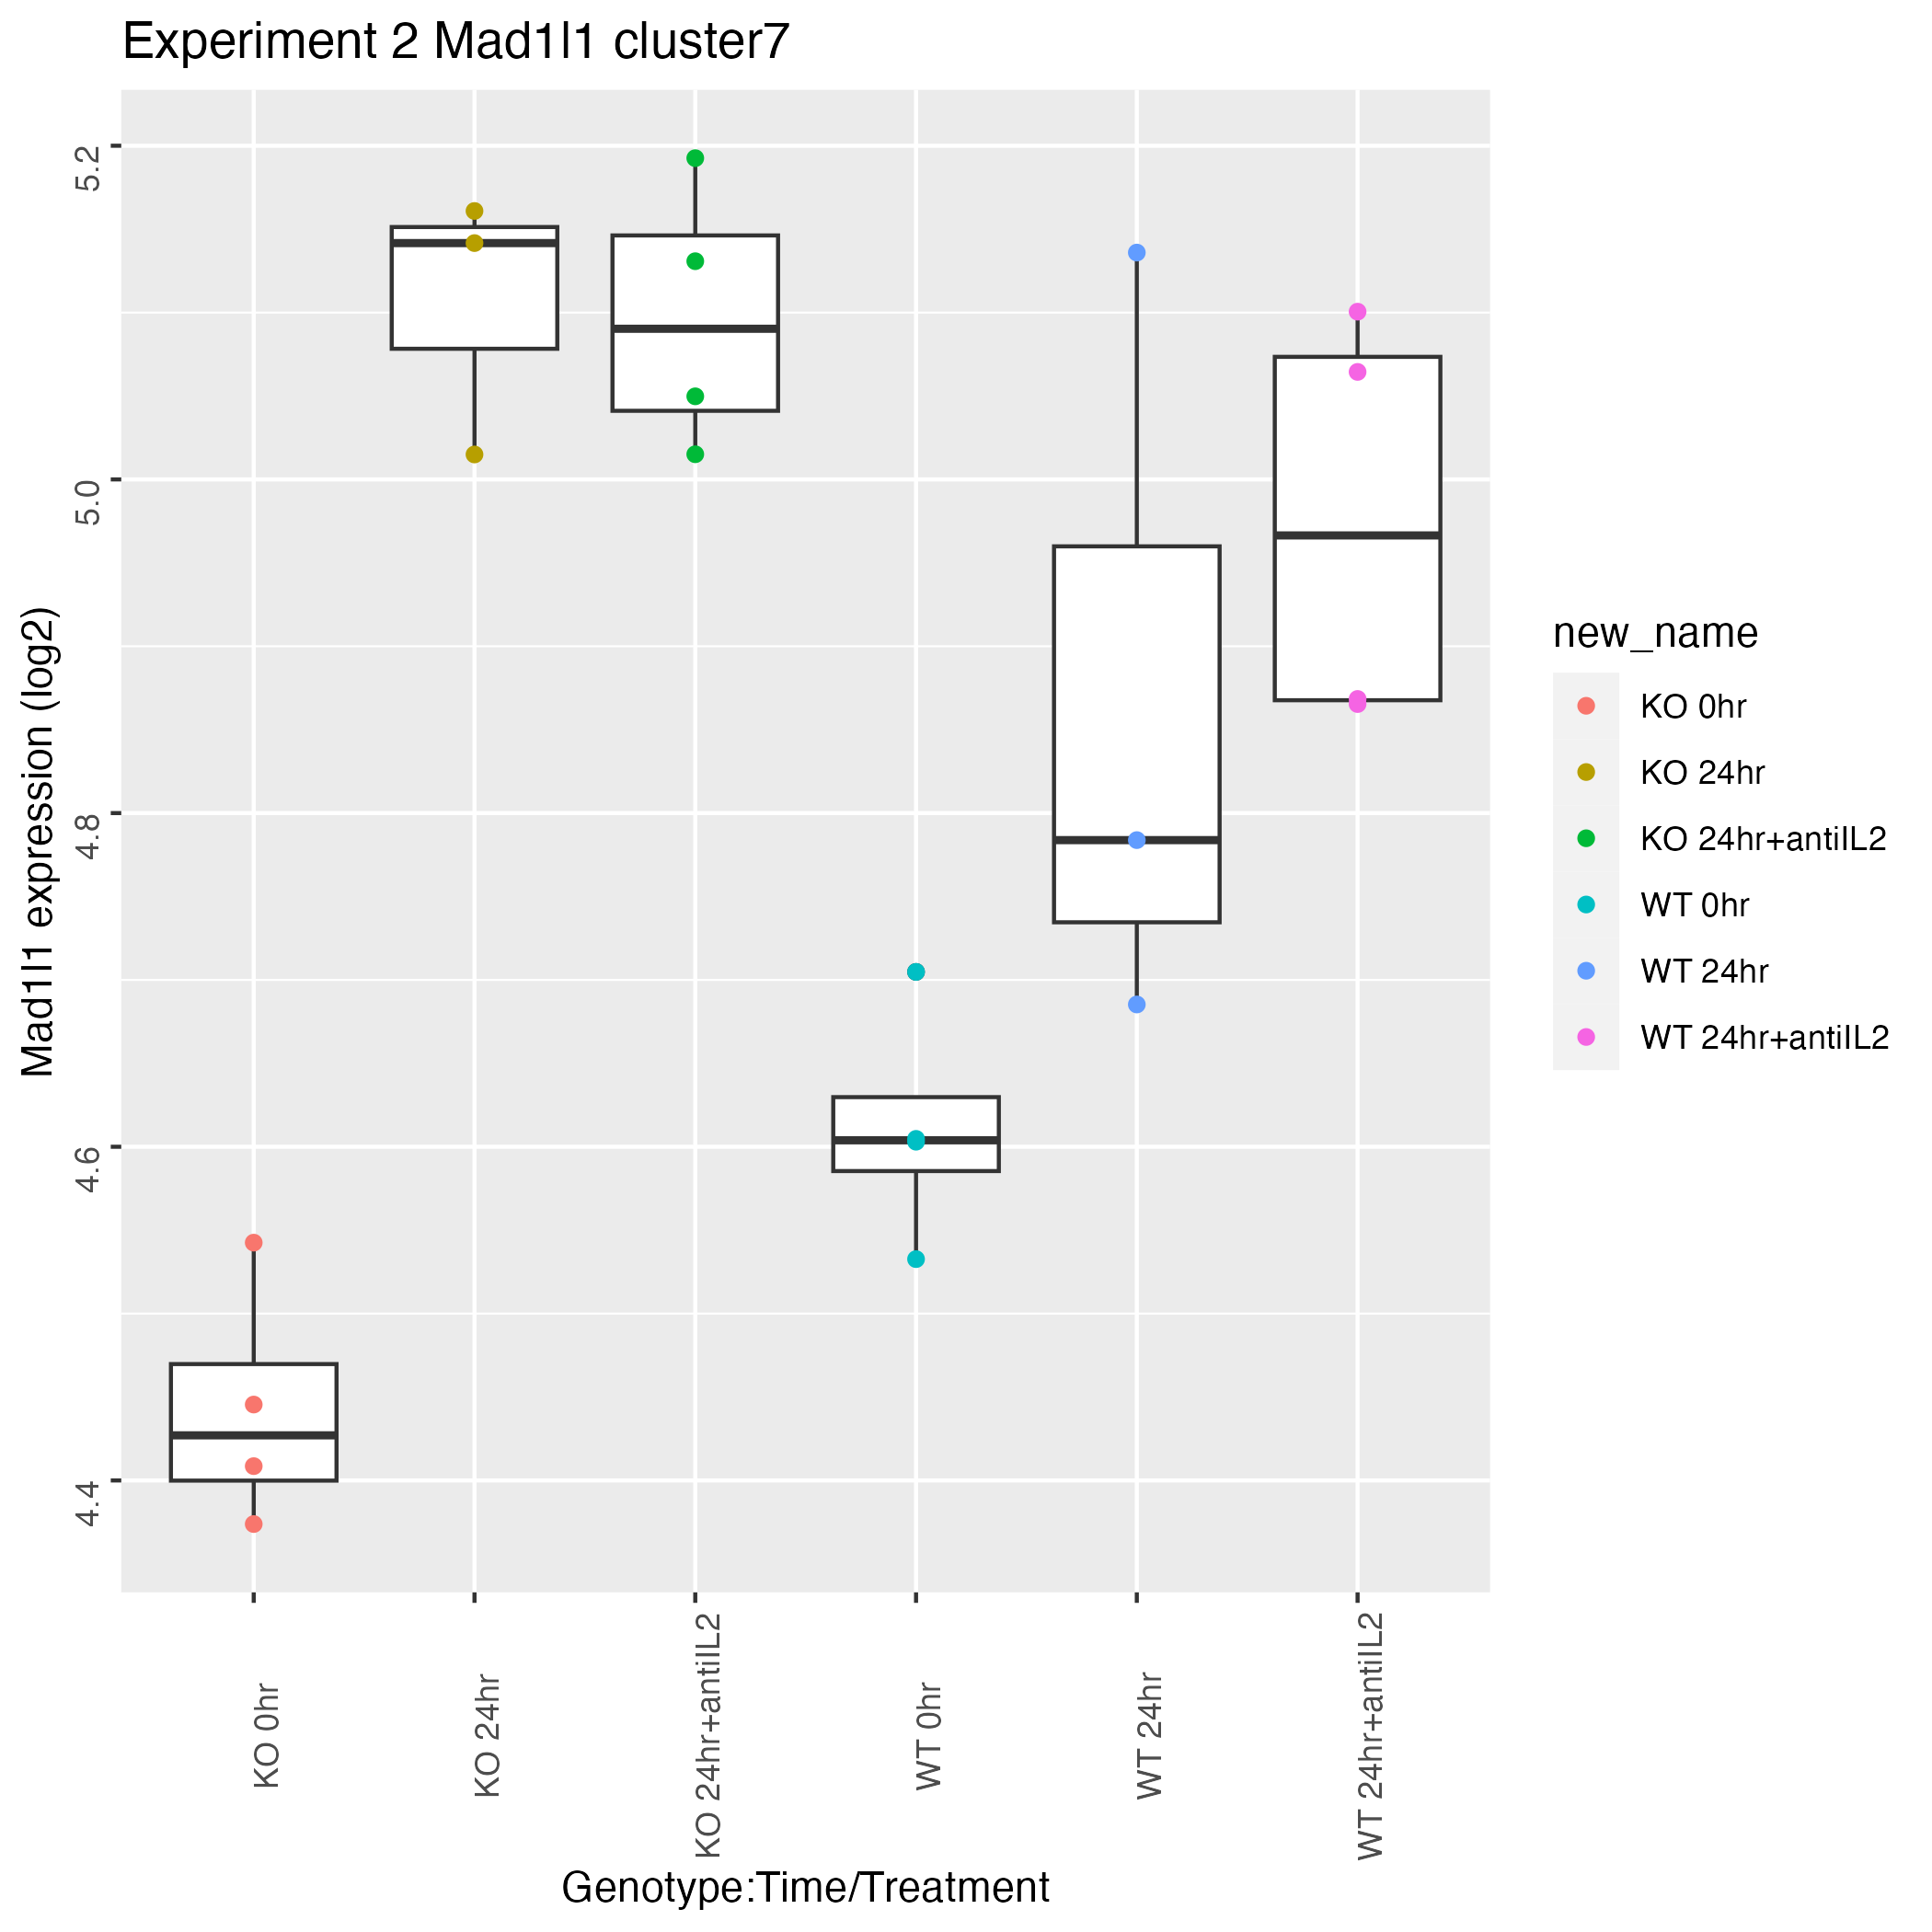 Experiment 2 Mad1l1 cluster7
Mad1l1 expression (log2)
5.2
5.0
4.8
4.6
4.4
KO 0hr
KO 24hr
KO 24hr+antiIL2
WT 0hr
WT 24hr
WT 24hr+antiIL2
Genotype:Time/Treatment
new_name
KO 0hr
KO 24hr
KO 24hr+antiIL2
WT 0hr
WT 24hr
WT 24hr+antiIL2